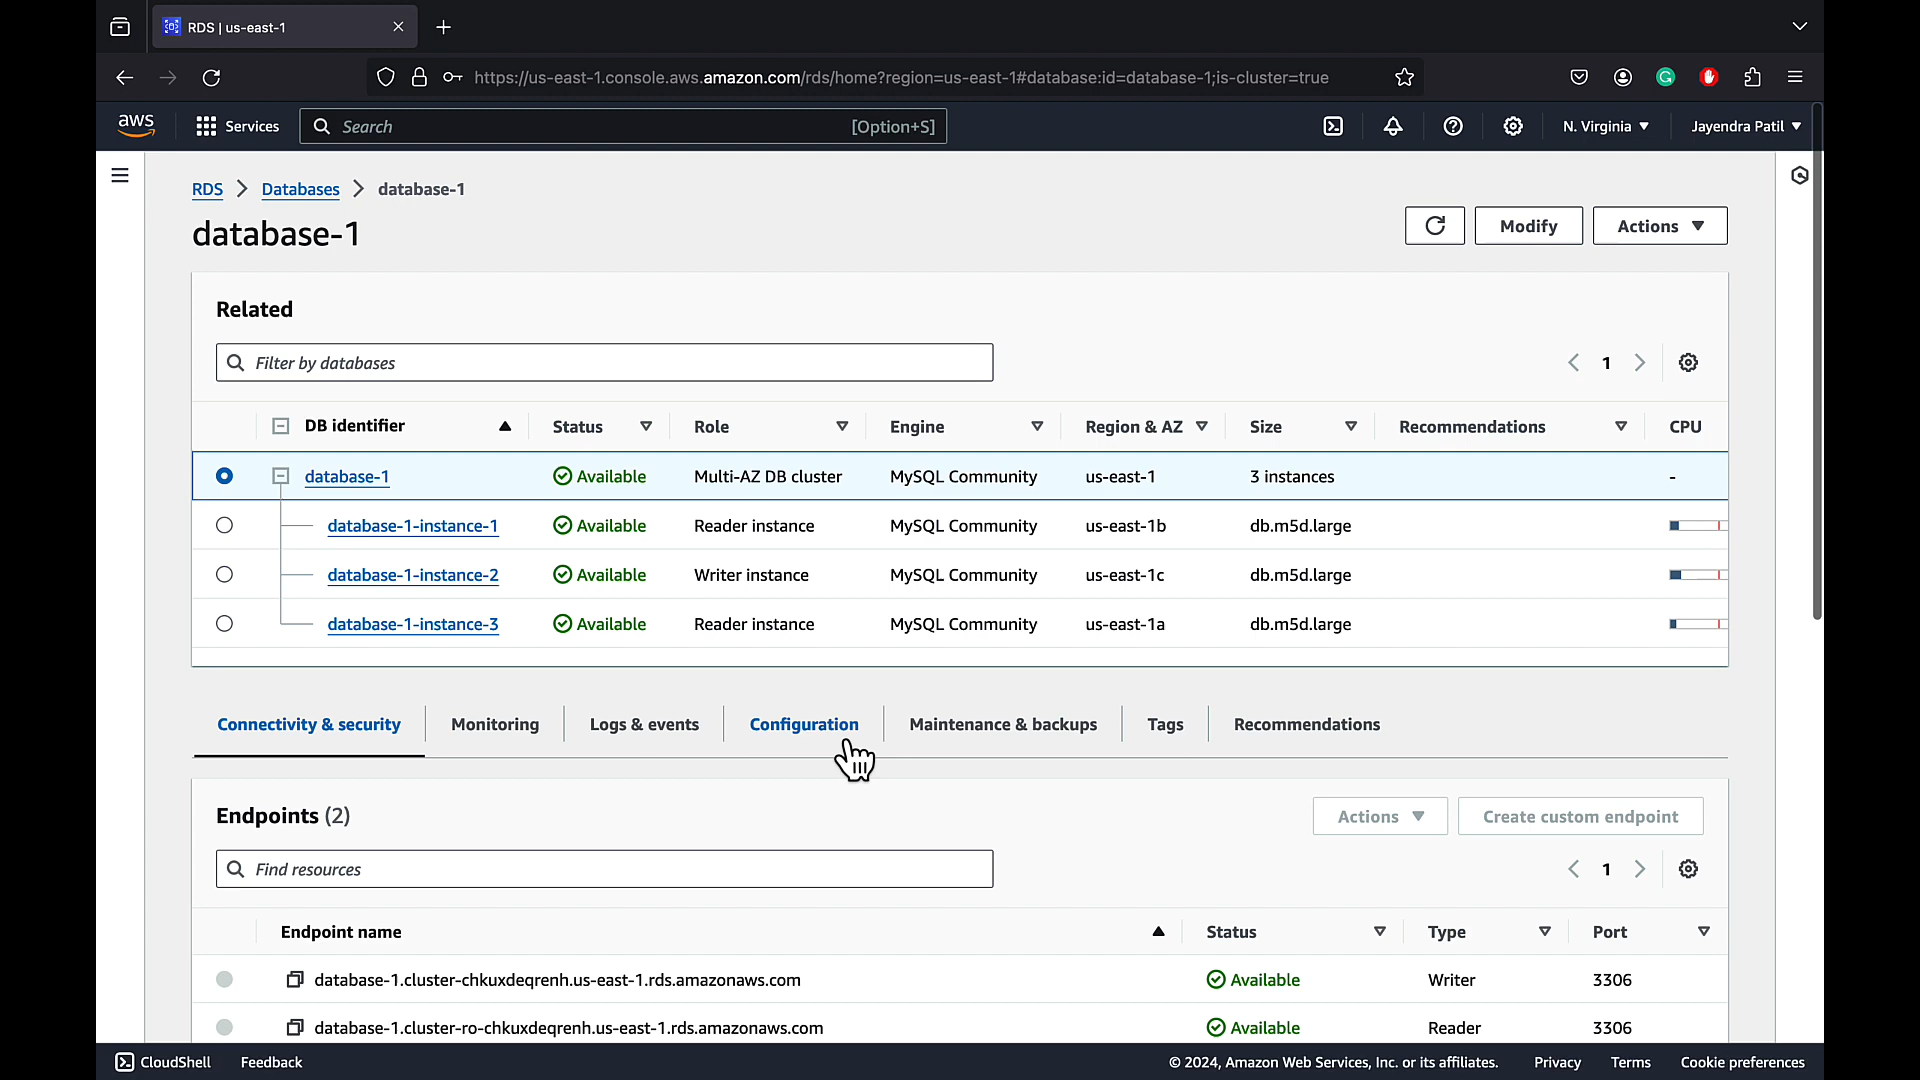 RDS | us-east-1
https://us-east-1.console.aws.amazon.com/rds/home?region=us-east-1#database:id=database-1;is-cluster=true
aws Services Search [Option+S] N. Virginia Jayendra Patil
RDS Databases database-1
database-1
Modify Actions
Related
Filter by databases 1
DB identifier Status Role Engine Region & AZ Size Recommendations CPU
database-1 Available Multi-AZ DB cluster MySQL Community us-east-1 3 instances -
database-1-instance-1 Available Reader instance MySQL Community us-east-1b db.m5d.large
database-1-instance-2 Available Writer instance MySQL Community us-east-1c db.m5d.large
database-1-instance-3 Available Reader instance MySQL Community us-east-1a db.m5d.large
Connectivity & security Monitoring Logs & events Configuration Maintenance & backups Tags Recommendations
Endpoints (2) Actions Create custom endpoint
Find resources 1
Endpoint name Status Type Port
database-1.cluster-chkuxdeqrenh.us-east-1.rds.amazonaws.com Available Writer 3306
database-1.cluster-ro-chkuxdeqrenh.us-east-1.rds.amazonaws.com Available Reader 3306
CloudShell Feedback © 2024, Amazon Web Services, Inc. or its affiliates. Privacy Terms Cookie preferences